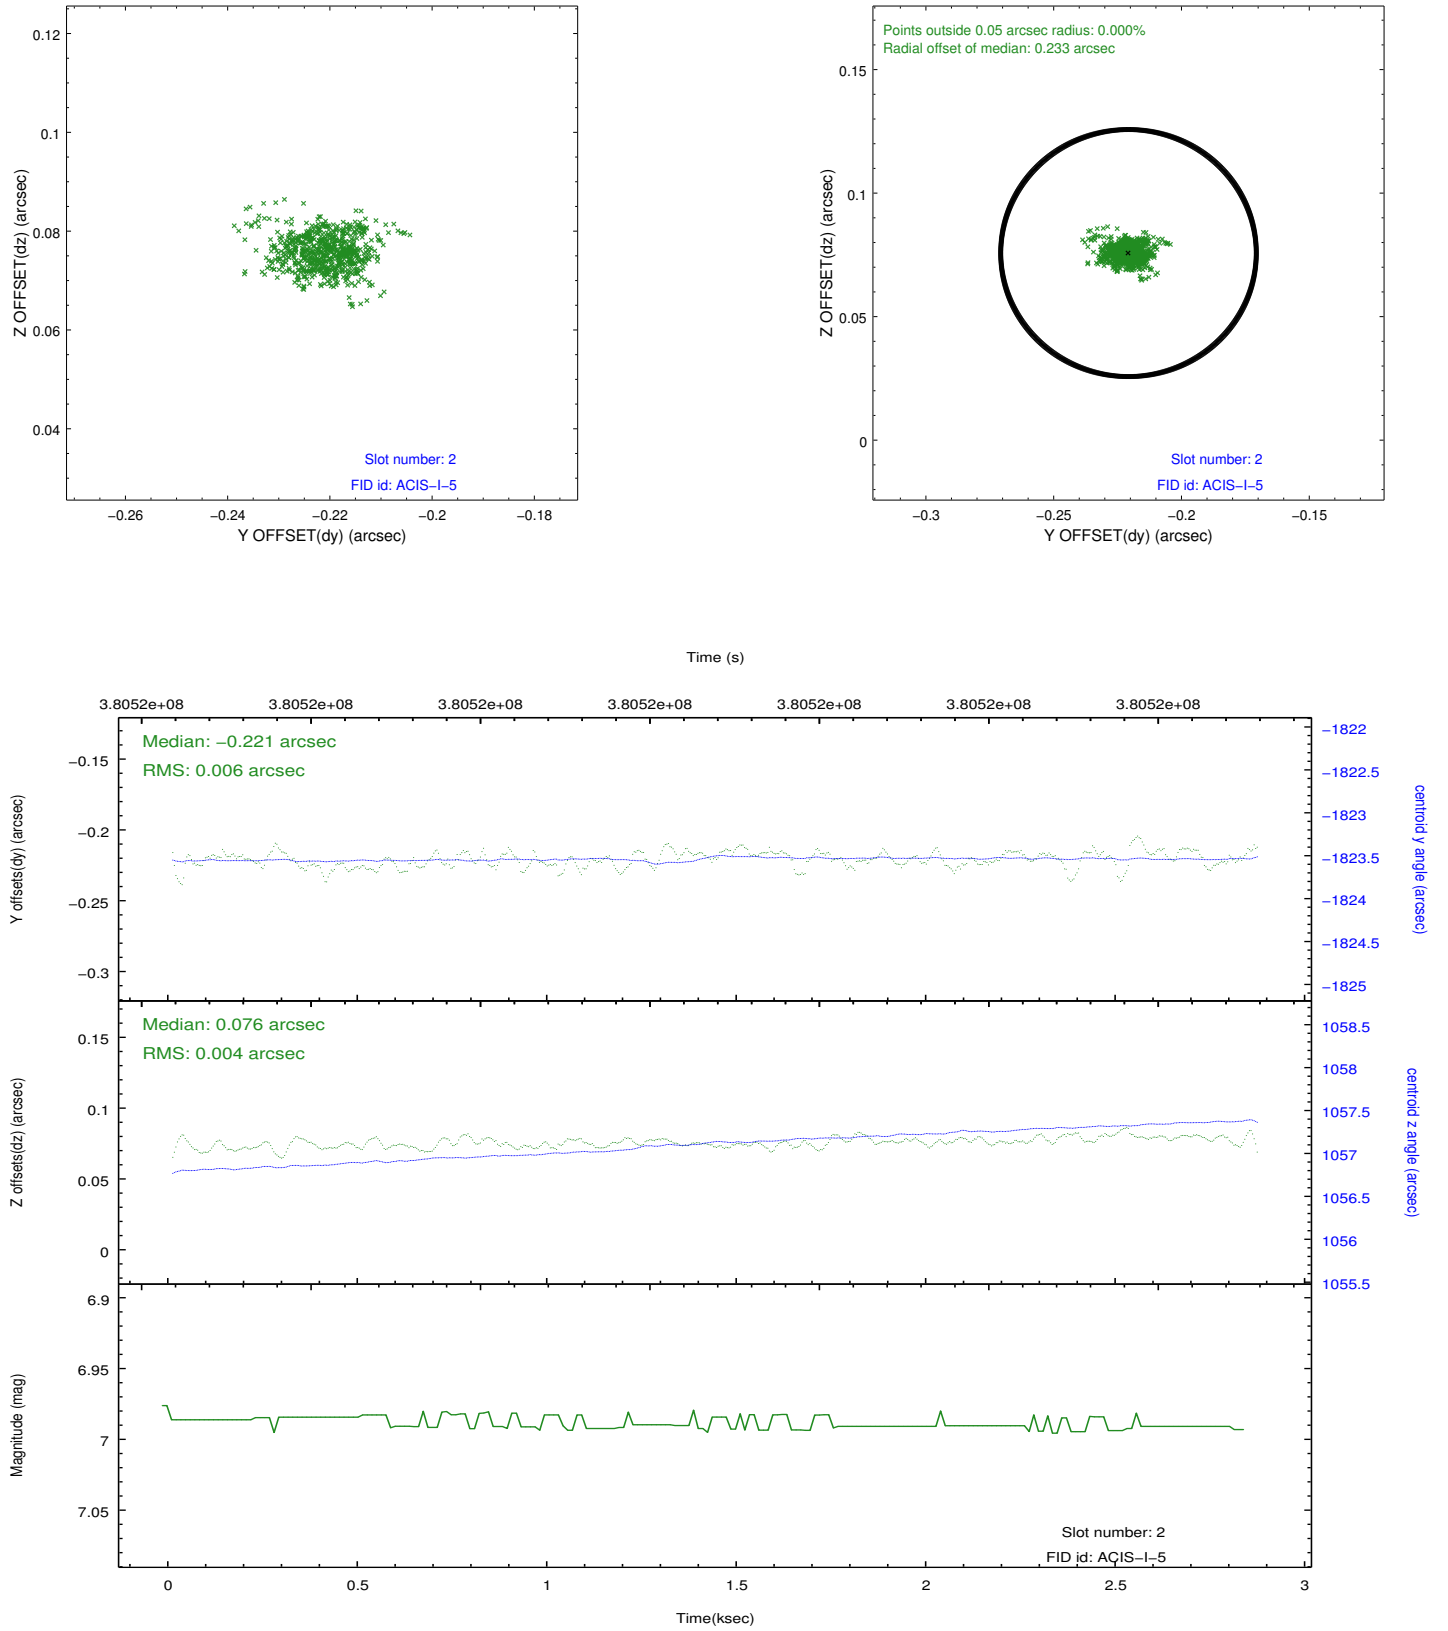 0.12
0.1
0.08
0.06
0.04
Z OFFSET(dz) (arcsec)
Slot number: 2
FID id: ACIS−I−5
−0.26 −0.24 −0.22 −0.2 −0.18
Y OFFSET(dy) (arcsec)
Points outside 0.05 arcsec radius: 0.000%
Radial offset of median: 0.233 arcsec
0.15
0.1
0.05
0
Z OFFSET(dz) (arcsec)
Slot number: 2
FID id: ACIS−I−5
−0.3 −0.25 −0.2 −0.15
Y OFFSET(dy) (arcsec)
Time (s)
3.8052e+08 3.8052e+08 3.8052e+08 3.8052e+08 3.8052e+08 3.8052e+08 3.8052e+08
Median: −0.221 arcsec
RMS: 0.006 arcsec
−0.15
−0.2
−0.25
−0.3
Y offsets(dy) (arcsec)
−1822
−1822.5
−1823
−1823.5
−1824
−1824.5
−1825
centroid y angle (arcsec)
Median: 0.076 arcsec
RMS: 0.004 arcsec
0.15
0.1
0.05
0
Z offsets(dz) (arcsec)
1058.5
1058
1057.5
1057
1056.5
1056
1055.5
centroid z angle (arcsec)
6.9
6.95
7
7.05
Magnitude (mag)
Slot number: 2
FID id: ACIS−I−5
0 0.5 1 1.5 2 2.5 3
Time(ksec)